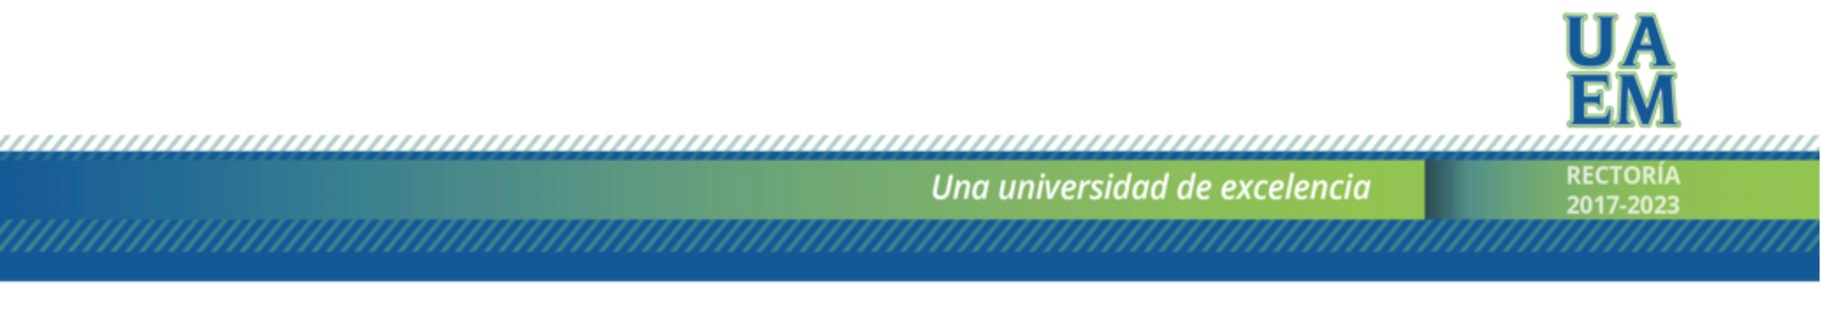 UA
EM
Una universidad de excelencia
RECTORÍA
2017-2023